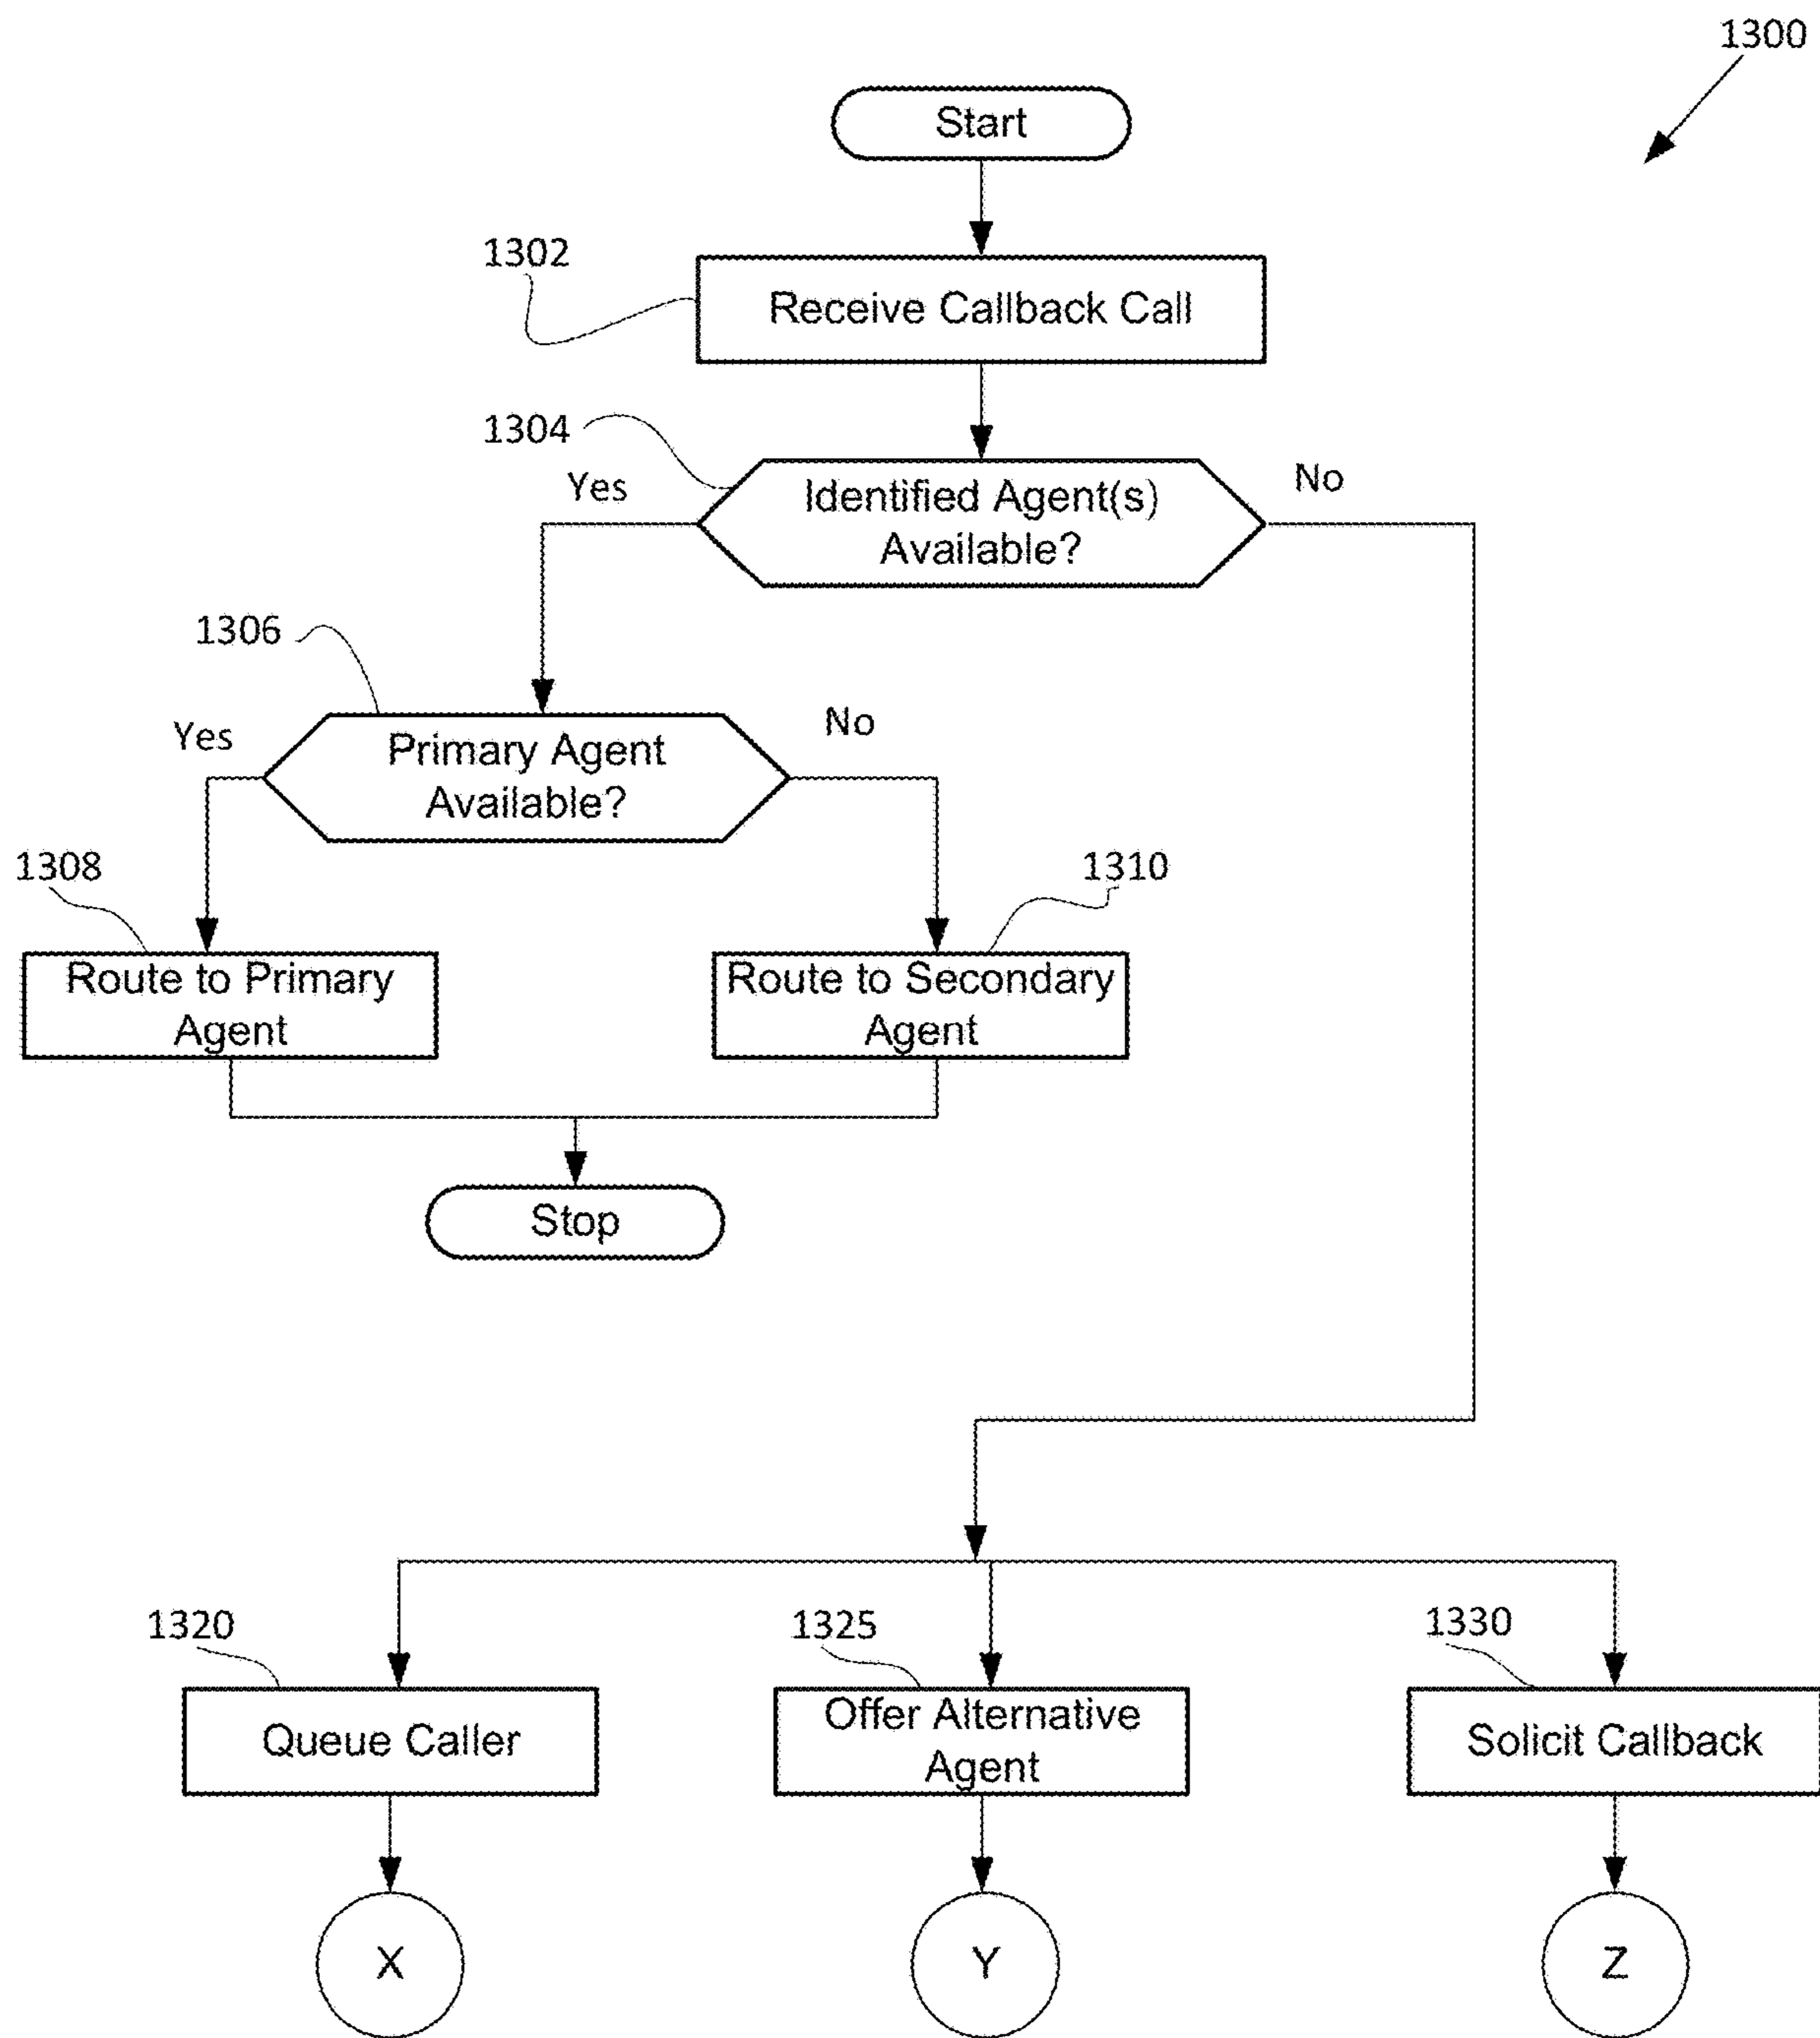 1300
Start
1302
Receive Callback Call
1304
Yes
Identified Agent(s)
Available?
No
1306
Yes
Primary Agent
Available?
No
1308
1310
Route to Primary
Agent
Route to Secondary
Agent
Stop
1320
1325
1330
Queue Caller
Offer Alternative
Agent
Solicit Callback
X
Y
Z